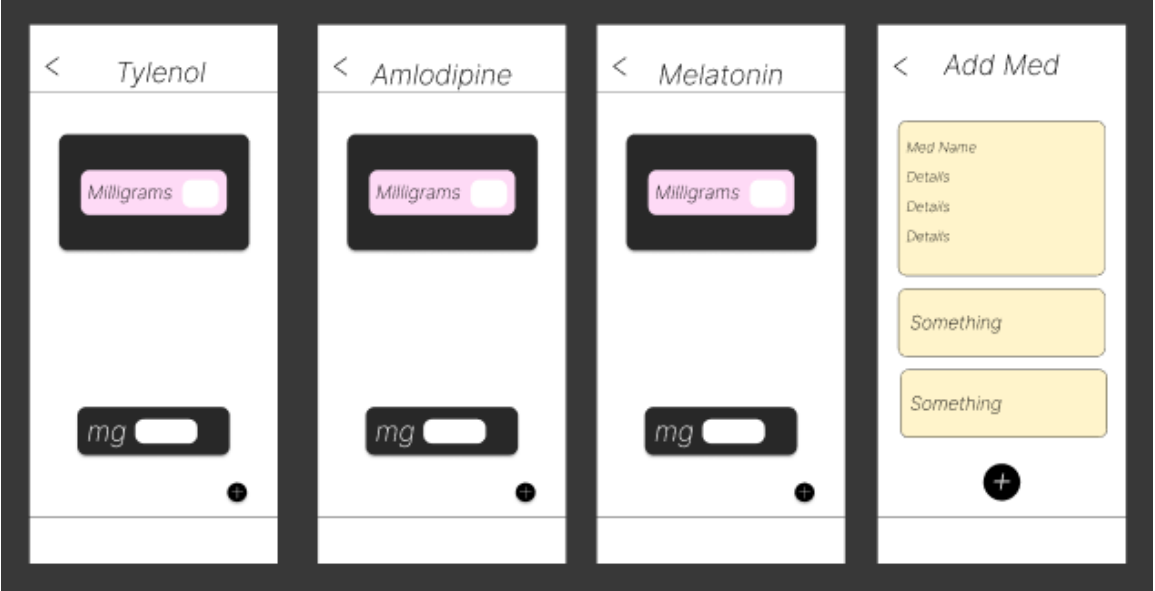 Tylenol
Milligrams
mg
Amlodipine
Milligrams
mg
Melatonin
Milligrams
mg
Add Med
Med Name
Details
Details
Details
Something
Something